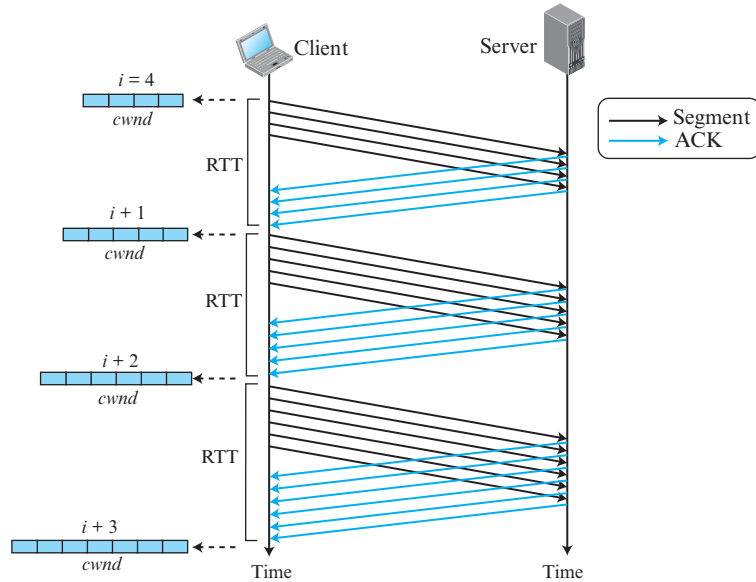 Client
Server
i = 4
cwnd
Segment
ACK
RTT
i + 1
cwnd
RTT
i + 2
cwnd
RTT
i + 3
cwnd
Time
Time